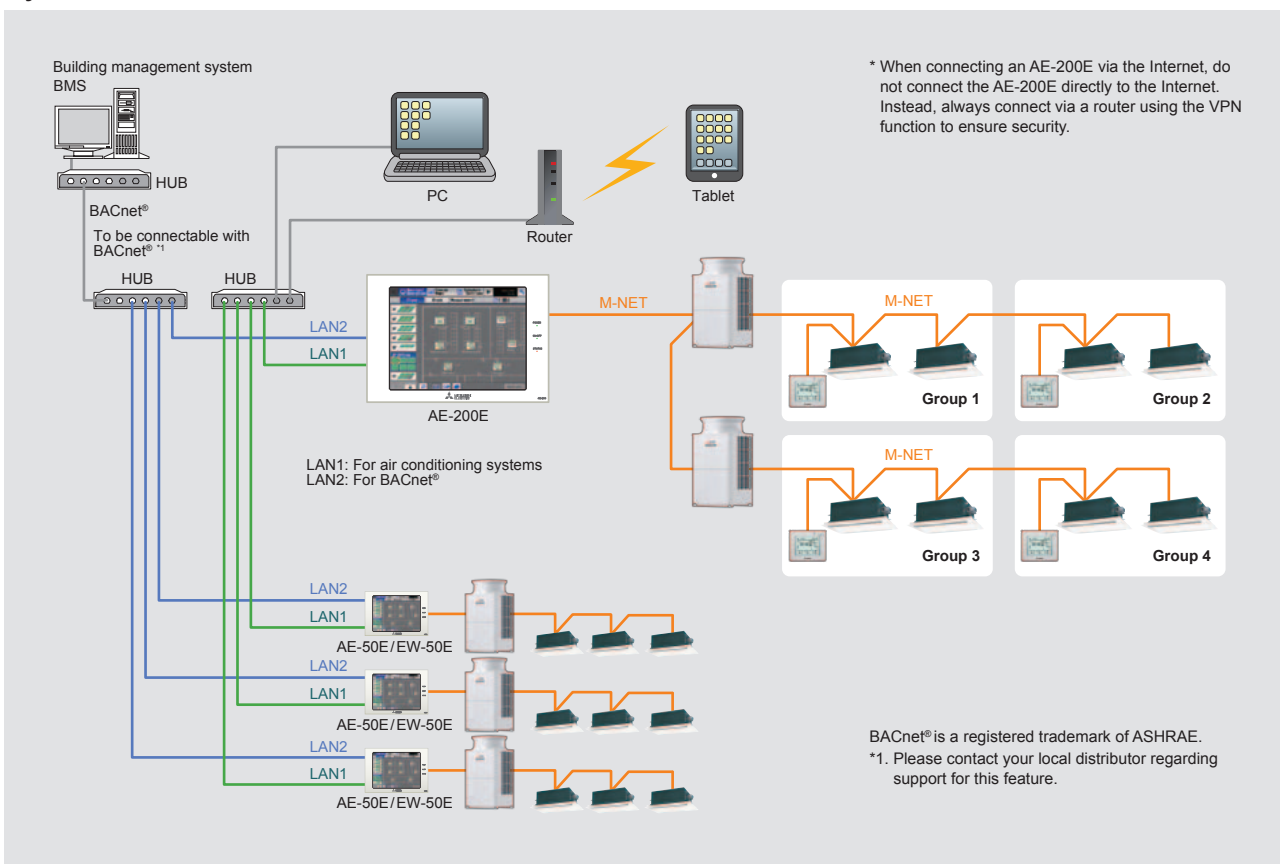 Building management system
BMS
HUB
BACnet®
To be connectable with
BACnet® *1
HUB
HUB
PC
Router
Tablet
* When connecting an AE-200E via the Internet, do
not connect the AE-200E directly to the Internet.
Instead, always connect via a router using the VPN
function to ensure security.
LAN2
LAN1
AE-200E
M-NET
M-NET
Group 1
Group 2
M-NET
Group 3
Group 4
LAN1: For air conditioning systems
LAN2: For BACnet®
LAN2
LAN1
AE-50E/EW-50E
LAN2
LAN1
AE-50E/EW-50E
LAN2
LAN1
AE-50E/EW-50E
BACnet® is a registered trademark of ASHRAE.
*1. Please contact your local distributor regarding
support for this feature.